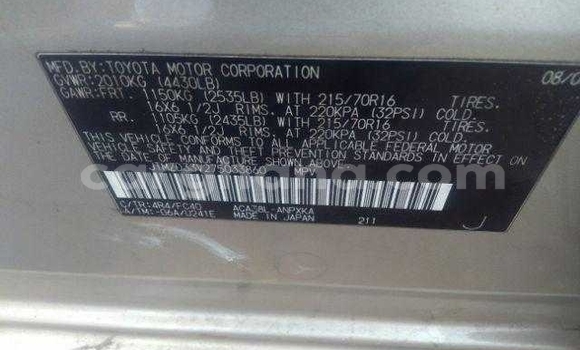 MFD.BY:TOYOTA MOTOR CORPORATION 08/0
GVWR:2010KG (4430LB)
GAWR:FRT. 1150KG (2535LB) WITH 215/70R16 TIRES.
16X6 1/2J RIMS, AT 220KPA (32PSI) COLD.
RR. 1105KG (2435LB) WITH 215/70R16 TIRES.
16X6 1/2J RIMS, AT 220KPA (32PSI) COLD.
THIS VEHICLE CONFORMS TO ALL APPLICABLE FEDERAL MOTOR
VEHICLE SAFETY AND THEFT PREVENTION STANDARDS IN EFFECT ON
THE DATE OF MANUFACTURE SHOWN ABOVE.
MPV
C/TR:4R4/FC40 ACA38L-ANPXKA
A/TM:-06A/U241E MADE IN JAPAN 211 J